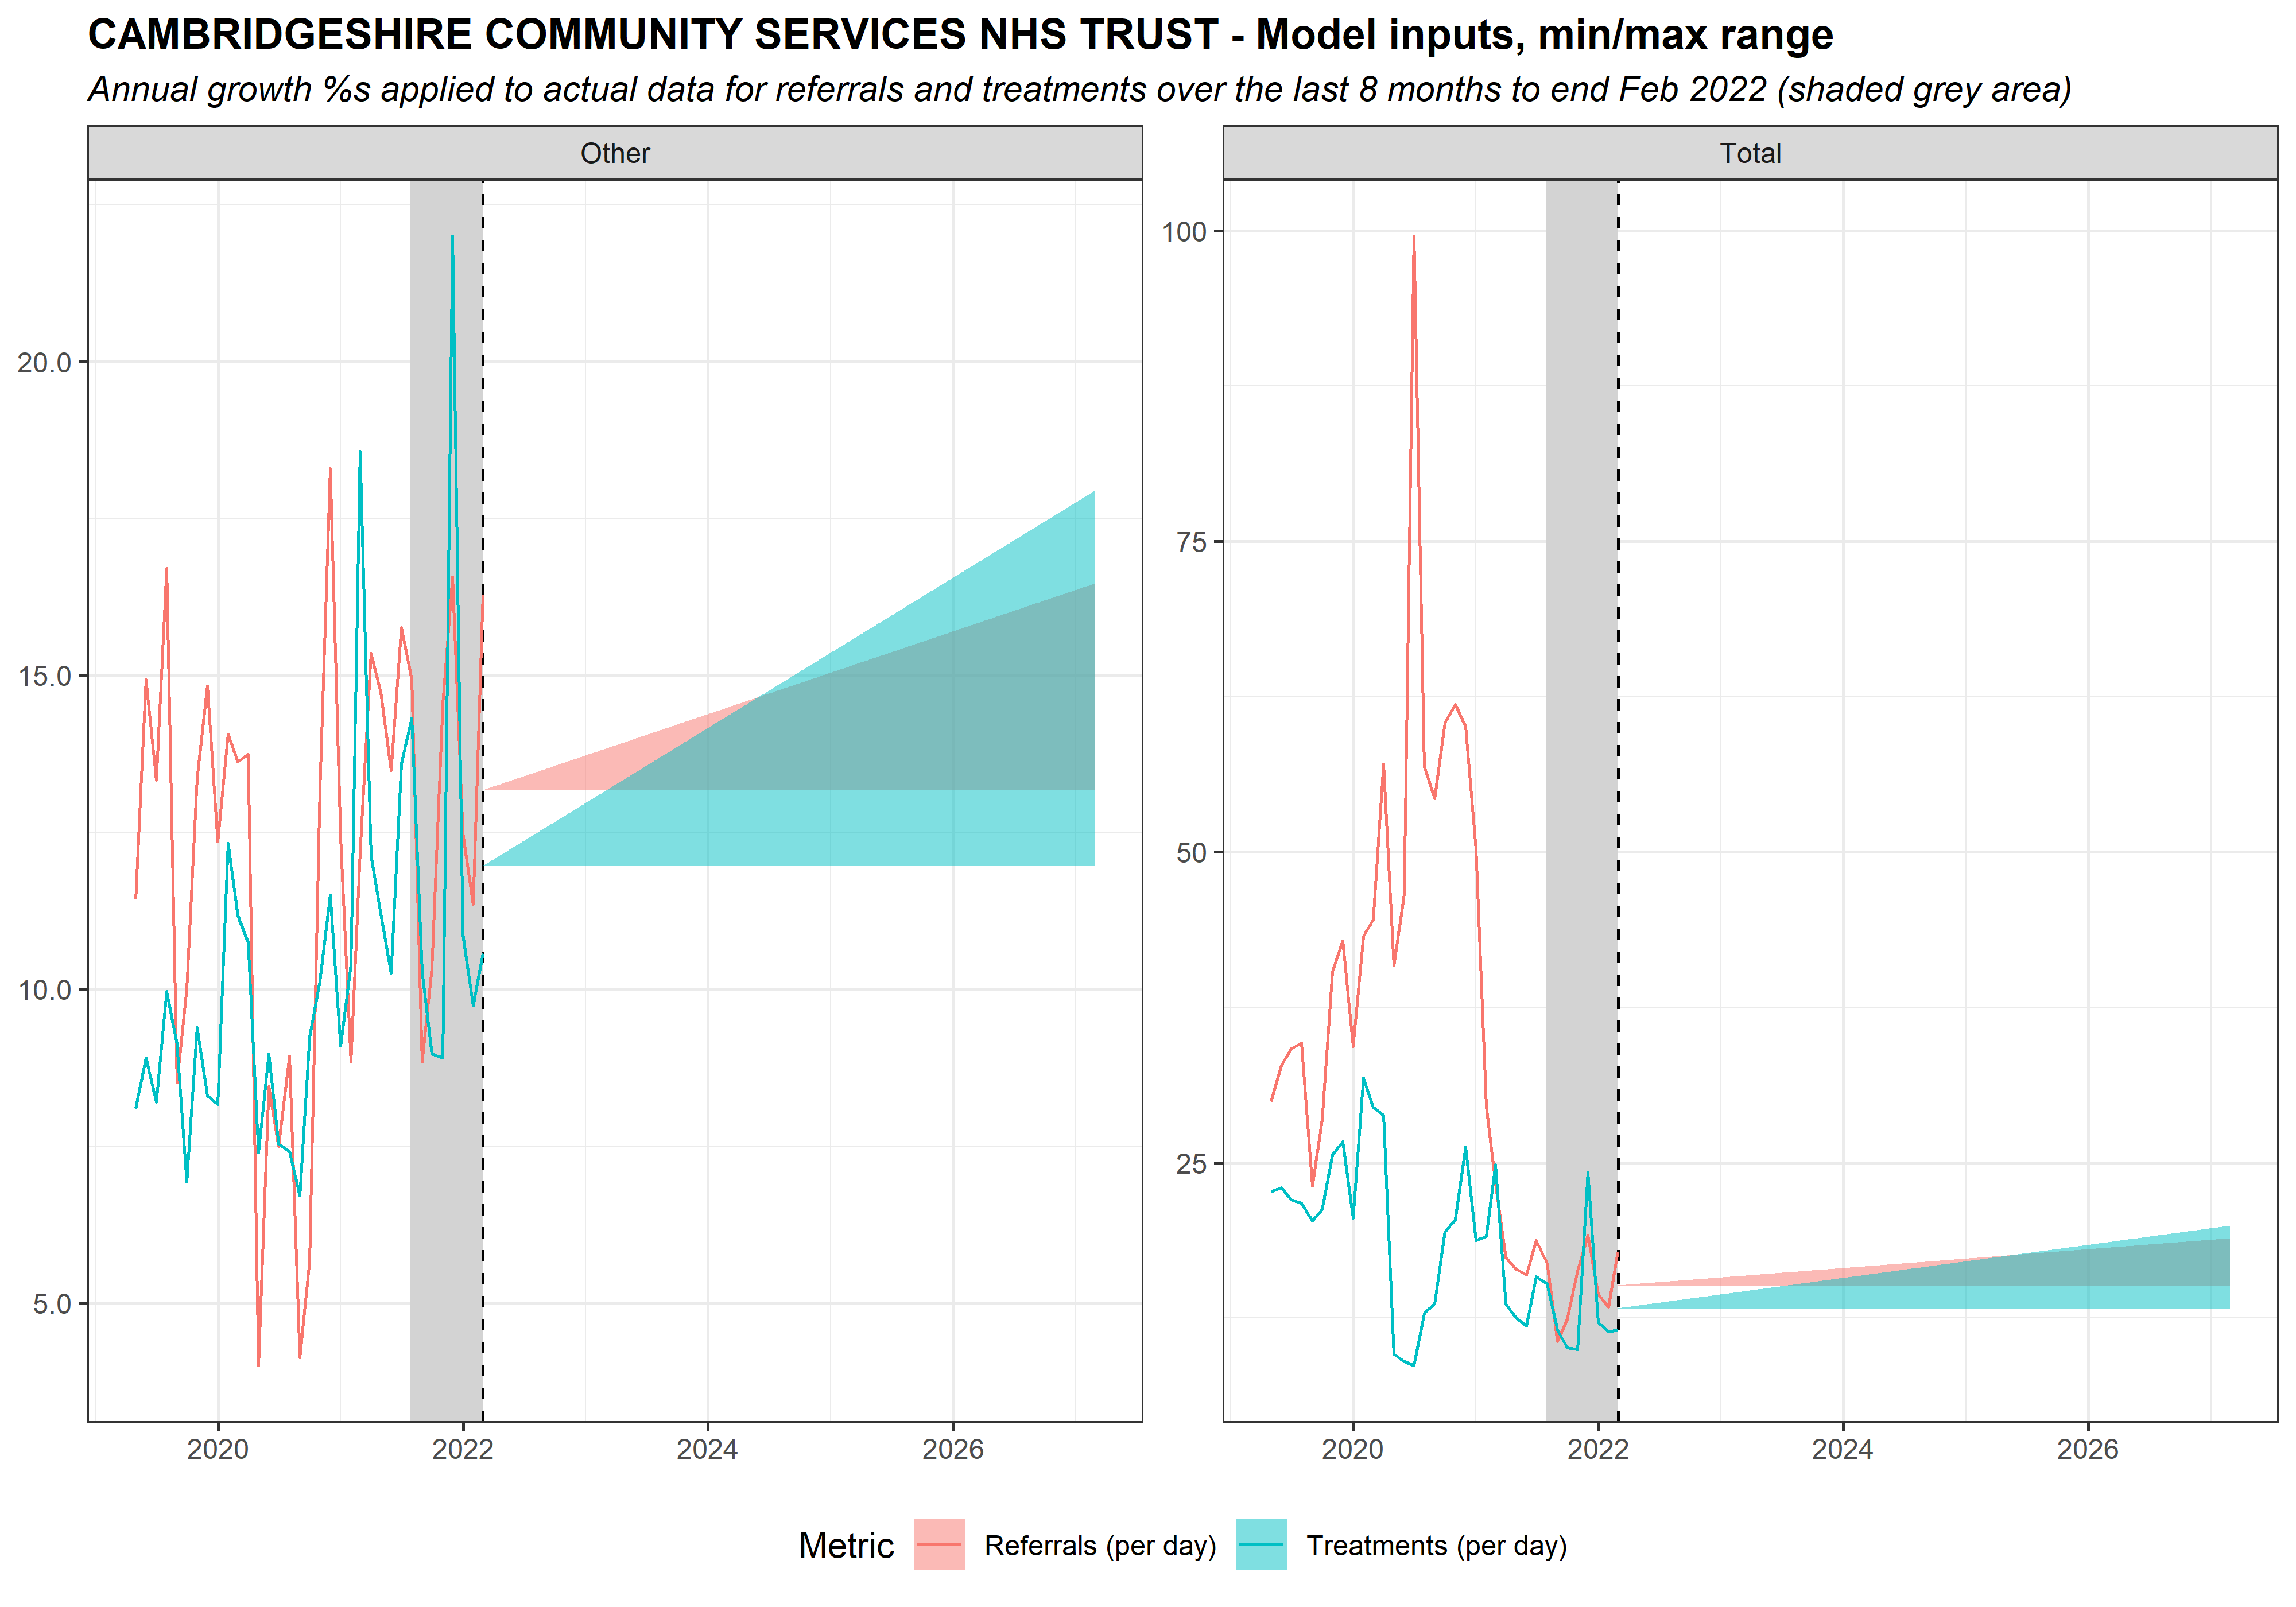 CAMBRIDGESHIRE COMMUNITY SERVICES NHS TRUST - Model inputs, min/max range
Annual growth %s applied to actual data for referrals and treatments over the last 8 months to end Feb 2022 (shaded grey area)
Other
Total
20.0
15.0
10.0
5.0
100
75
50
25
2020 2022 2024 2026
2020 2022 2024 2026
Metric Referrals (per day) Treatments (per day)